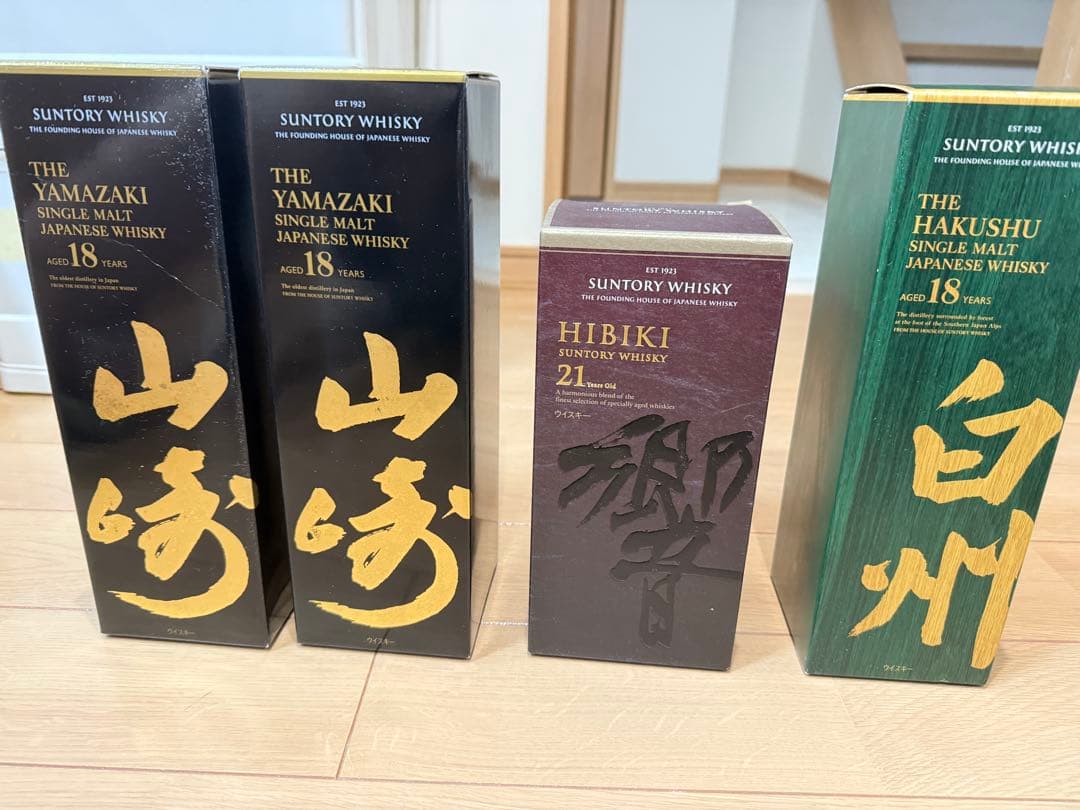 EST 1923
SUNTORY WHISKY
THE FOUNDING HOUSE OF JAPANESE WHISKY
THE
YAMAZAKI
SINGLE MALT
JAPANESE WHISKY
AGED 18 YEARS
The oldest distillery in Japan
FROM THE HOUSE OF SUNTORY WHISKY
山崎
ウイスキー
EST 1923
SUNTORY WHISKY
THE FOUNDING HOUSE OF JAPANESE WHISKY
THE
YAMAZAKI
SINGLE MALT
JAPANESE WHISKY
AGED 18 YEARS
The oldest distillery in Japan
FROM THE HOUSE OF SUNTORY WHISKY
山崎
ウイスキー
SUNTORY WHISKY
EST 1923
SUNTORY WHISKY
THE FOUNDING HOUSE OF JAPANESE WHISKY
HIBIKI
SUNTORY WHISKY
21 Years Old
A harmonious blend of the
finest selection of specially aged whiskies
ウイスキー
響
EST 1923
SUNTORY WHISK
THE FOUNDING HOUSE OF JAPANESE
THE
HAKUSHU
SINGLE MALT
JAPANESE WHISKY
AGED 18 YEARS
The distillery surrounded by forest
at the foot of the Southern Japan Alps
FROM THE HOUSE OF SUNTORY WHISKY
白州
ウイスキー